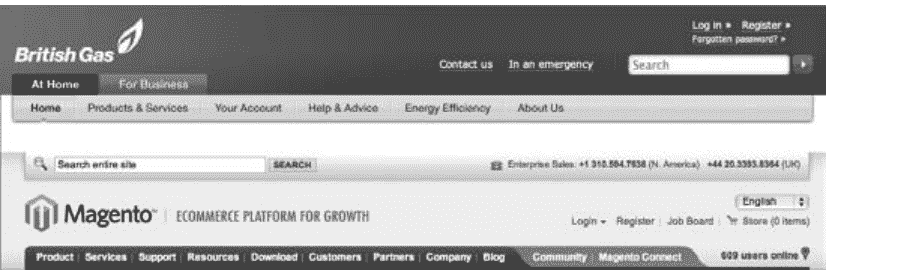 Log in » Register »
Forgotten password? »
British Gas
Contact us In an emergency Search
At Home For Business
Home Products & Services Your Account Help & Advice Energy Efficiency About Us
Search entire site SEARCH Enterprise Sales: +1 310.564.7638 (N. America) +44 20.3393.8364 (UK)
Magento™ ECOMMERCE PLATFORM FOR GROWTH
English
Login Register Job Board Store (0 items)
Product Services Support Resources Download Customers Partners Company Blog Community Magento Connect 609 users online